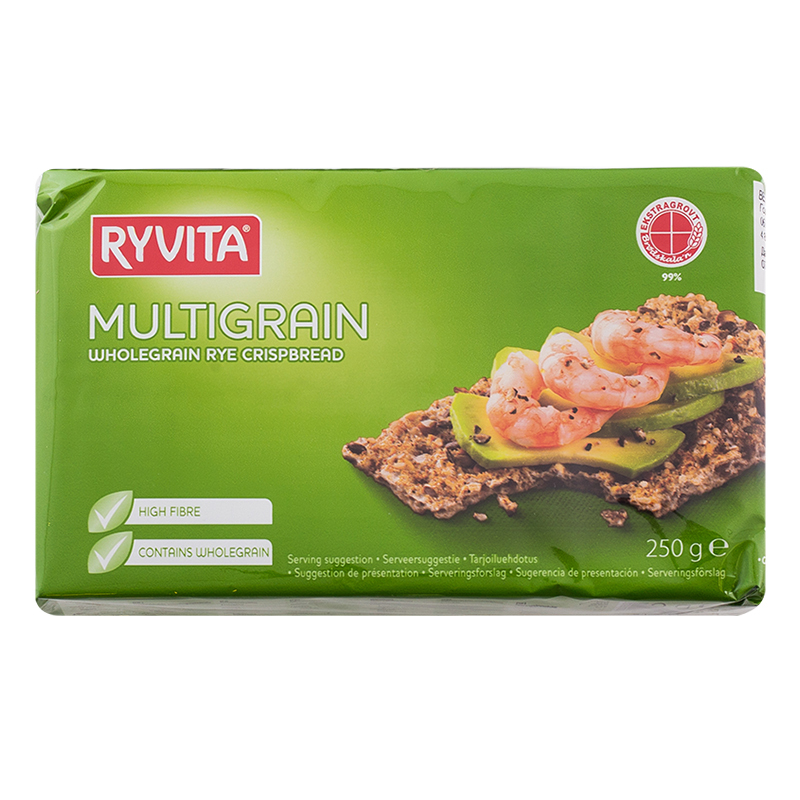 RYVITA®
MULTIGRAIN
WHOLEGRAIN RYE CRISPBREAD
EKSTRAGROVT
Brødskala'n
99%
HIGH FIBRE
CONTAINS WHOLEGRAIN
Serving suggestion • Serveersuggestie • Tarjoiluehdotus
• Suggestion de présentation • Serveringsforslag • Sugerencia de presentación • Serveringsförslag
250 g ℮